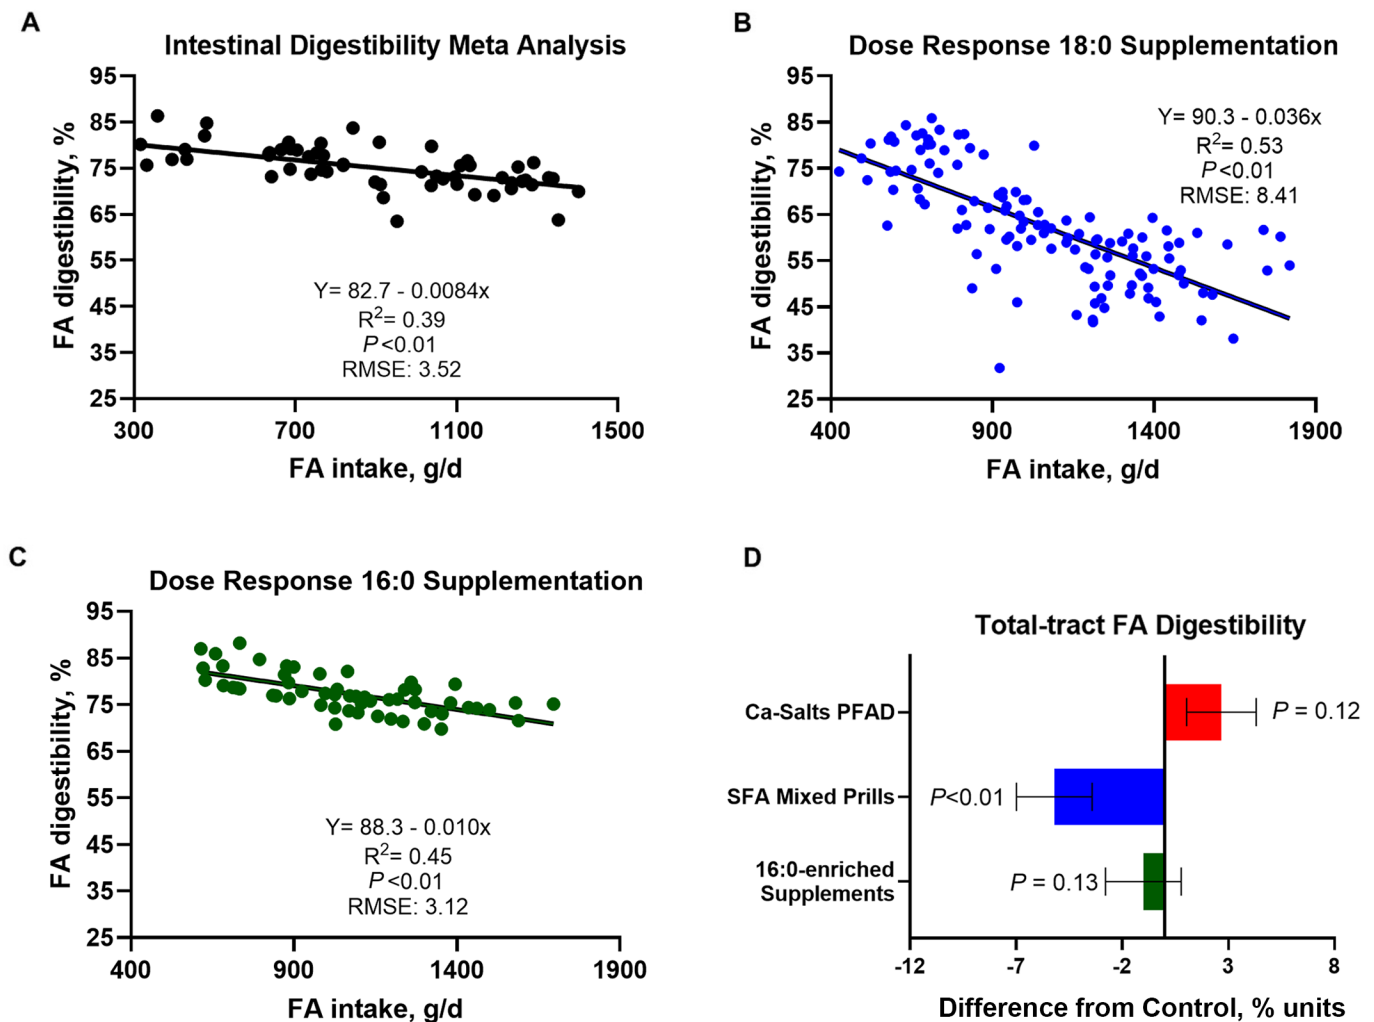 A
Intestinal Digestibility Meta Analysis
95
85
75
65
55
45
35
25
FA digestibility, %
Y= 82.7 - 0.0084x
R²= 0.39
P<0.01
RMSE: 3.52
300 700 1100 1500
FA intake, g/d
B
Dose Response 18:0 Supplementation
95
85
75
65
55
45
35
25
FA digestibility, %
Y= 90.3 - 0.036x
R²= 0.53
P<0.01
RMSE: 8.41
400 900 1400 1900
FA intake, g/d
C
Dose Response 16:0 Supplementation
95
85
75
65
55
45
35
25
FA digestibility, %
Y= 88.3 - 0.010x
R²= 0.45
P<0.01
RMSE: 3.12
400 900 1400 1900
FA intake, g/d
D
Total-tract FA Digestibility
Ca-Salts PFAD
P = 0.12
SFA Mixed Prills
P<0.01
16:0-enriched
Supplements
P = 0.13
-12 -7 -2 3 8
Difference from Control, % units